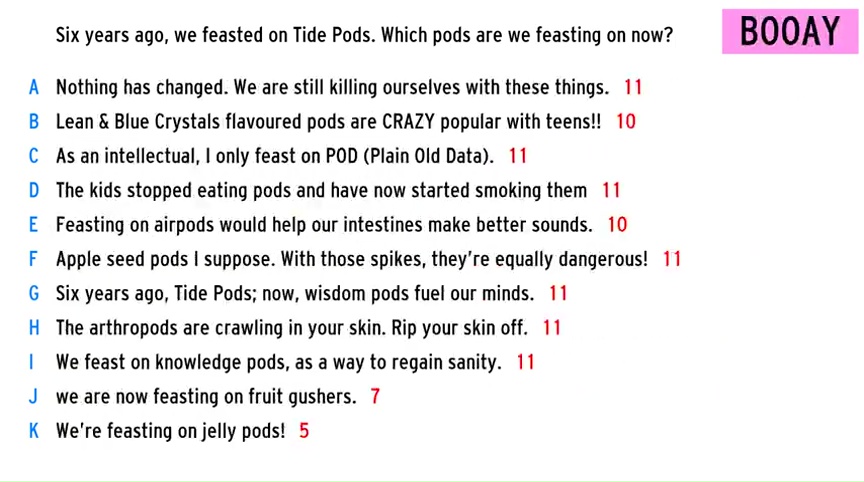 Six years ago, we feasted on Tide Pods. Which pods are we feasting on now?
BOOAY
A Nothing has changed. We are still killing ourselves with these things. 11
B Lean & Blue Crystals flavoured pods are CRAZY popular with teens!! 10
C As an intellectual, I only feast on POD (Plain Old Data). 11
D The kids stopped eating pods and have now started smoking them 11
E Feasting on airpods would help our intestines make better sounds. 10
F Apple seed pods I suppose. With those spikes, they're equally dangerous! 11
G Six years ago, Tide Pods; now, wisdom pods fuel our minds. 11
H The arthropods are crawling in your skin. Rip your skin off. 11
I We feast on knowledge pods, as a way to regain sanity. 11
J we are now feasting on fruit gushers. 7
K We're feasting on jelly pods! 5